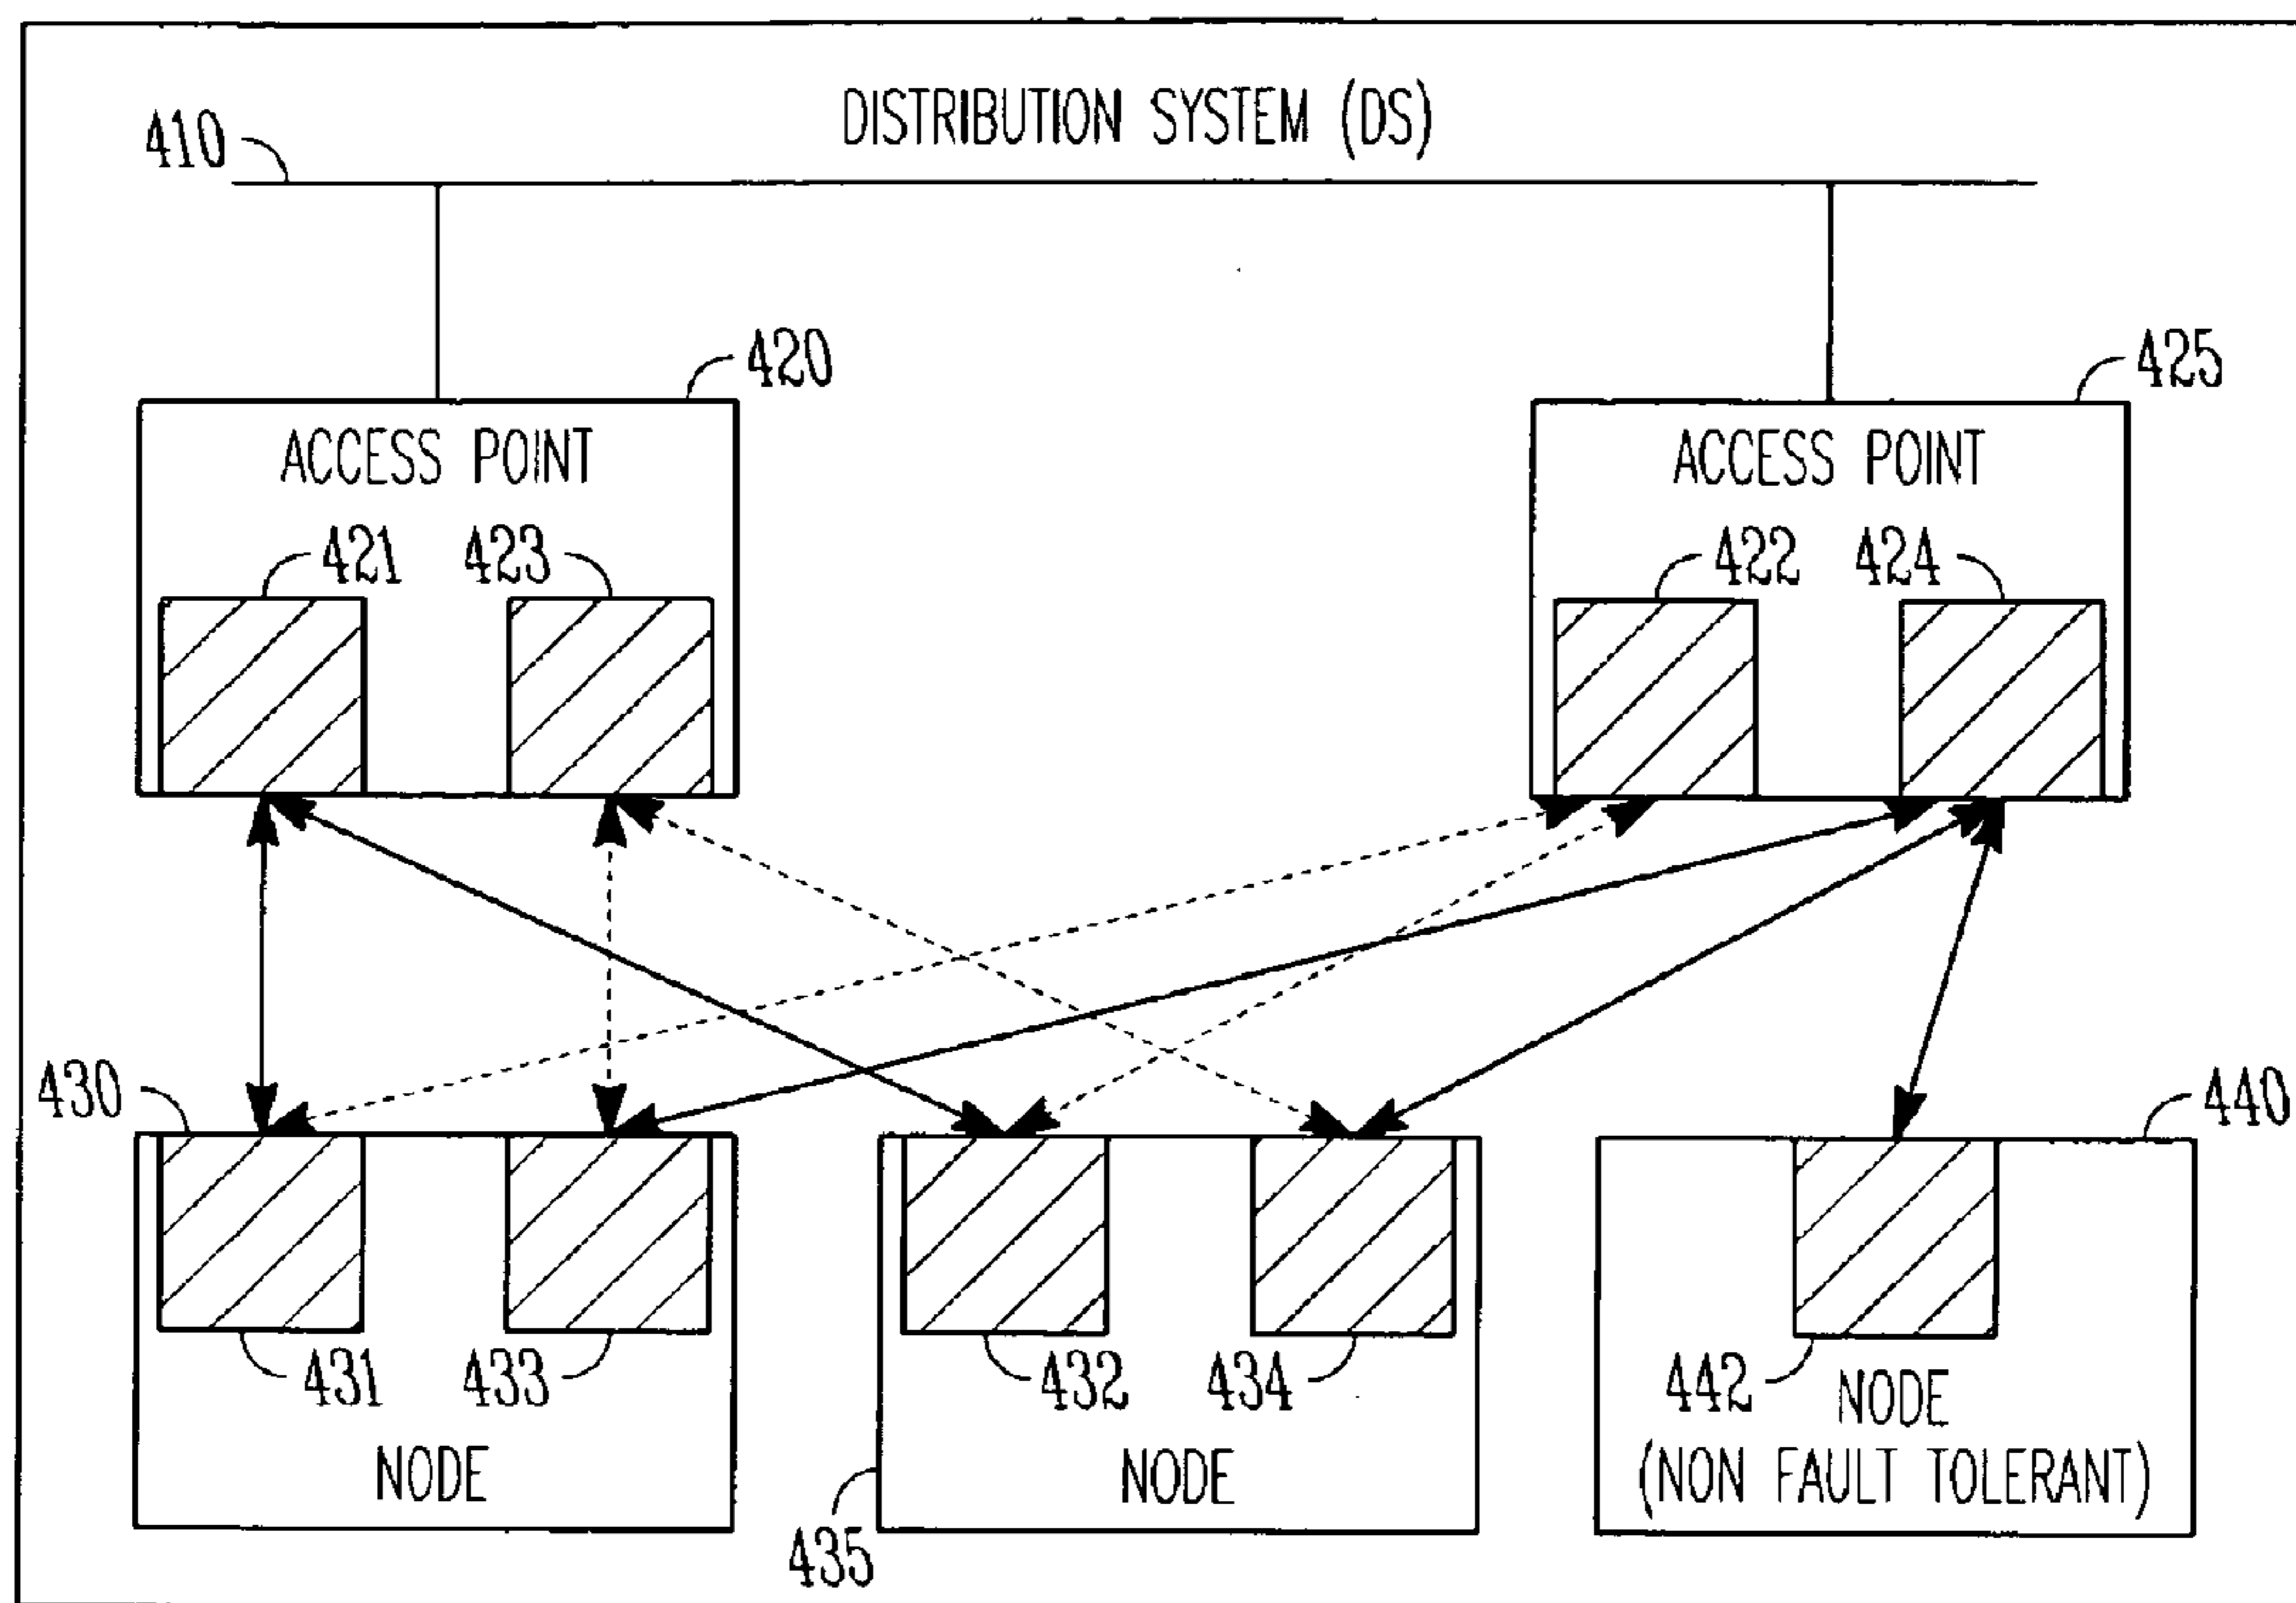 DISTRIBUTION SYSTEM (DS)
410
420
425
ACCESS POINT
ACCESS POINT
421
423
422
424
430
440
431
433
432
434
442
NODE
(NON FAULT TOLERANT)
NODE
NODE
435